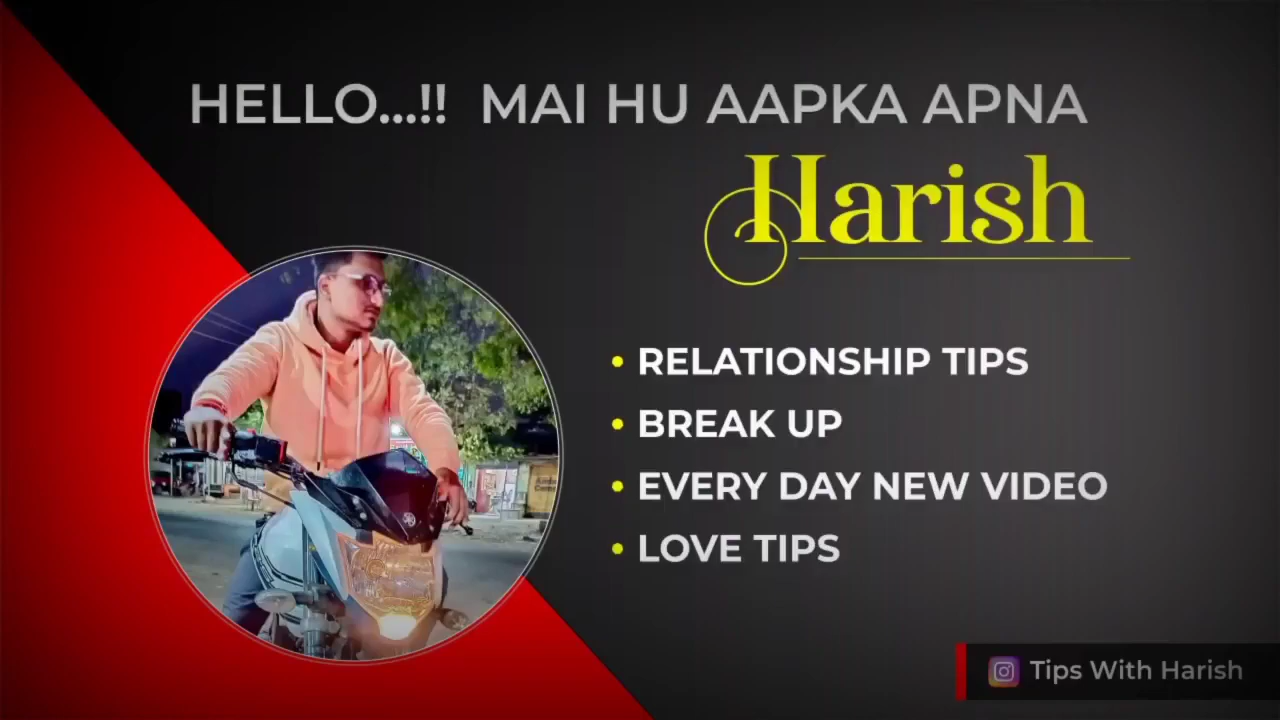 HELLO...!! MAI HU AAPKA APNA
Harish
• RELATIONSHIP TIPS
• BREAK UP
• EVERY DAY NEW VIDEO
• LOVE TIPS
Tips With Harish